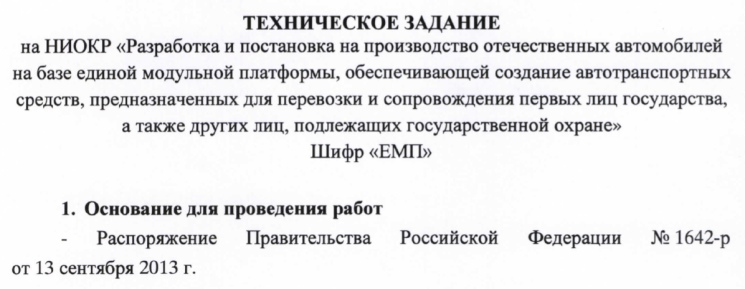 ТЕХНИЧЕСКОЕ ЗАДАНИЕ
на НИОКР «Разработка и постановка на производство отечественных автомобилей
на базе единой модульной платформы, обеспечивающей создание автотранспортных
средств, предназначенных для перевозки и сопровождения первых лиц государства,
а также других лиц, подлежащих государственной охране»
Шифр «ЕМП»
1. Основание для проведения работ
- Распоряжение Правительства Российской Федерации № 1642-р
от 13 сентября 2013 г.